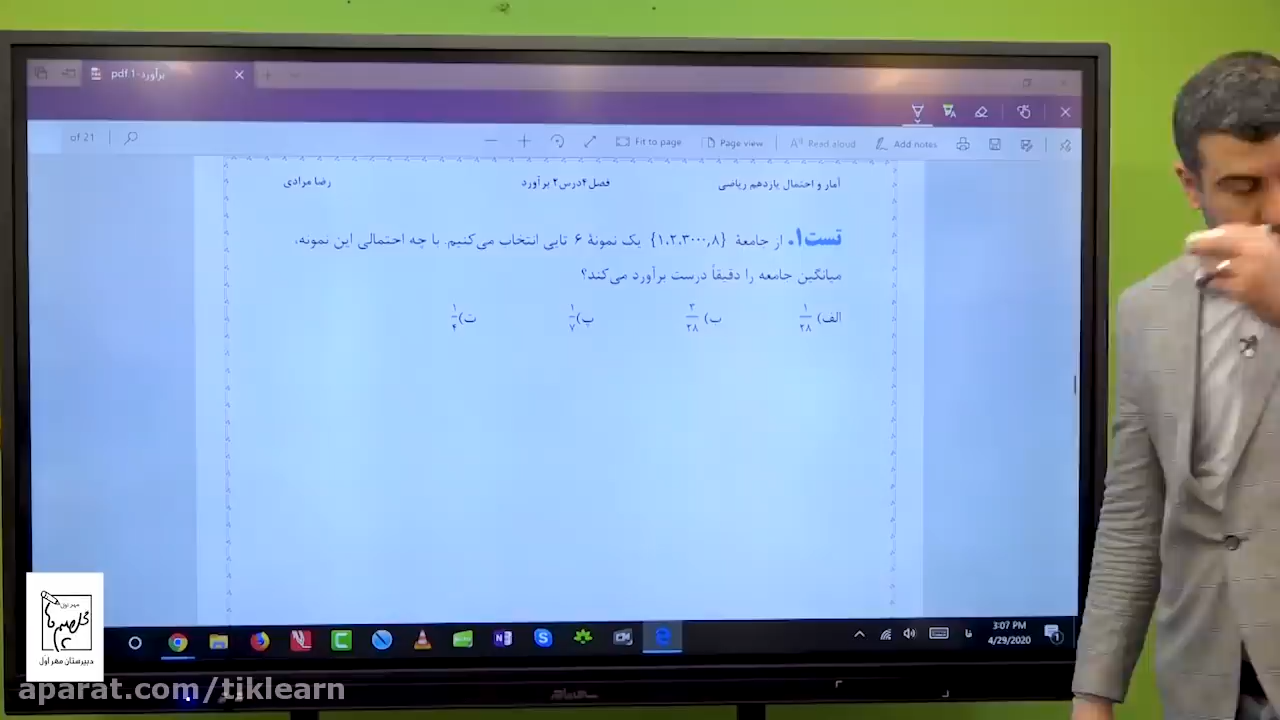 برآورد-1.pdf
of 21
Fit to page
Page view
Read aloud
Add notes
آمار و احتمال یازدهم ریاضی
فصل۴درس۲ برآورد
رضا مرادی
تست۱. از جامعهٔ {۱،۲،۳۰۰۰,۸} یک نمونهٔ ۶ تایی انتخاب می‌کنیم. با چه احتمالی این نمونه،
میانگین جامعه را دقیقاً درست برآورد می‌کند؟
الف) ۱/۲۸ ب) ۳/۲۸ پ) ۱/۷ ت) ۱/۴
3:07 PM
4/29/2020
مهر اول
دبیرستان مهر اول
aparat.com/tiklearn